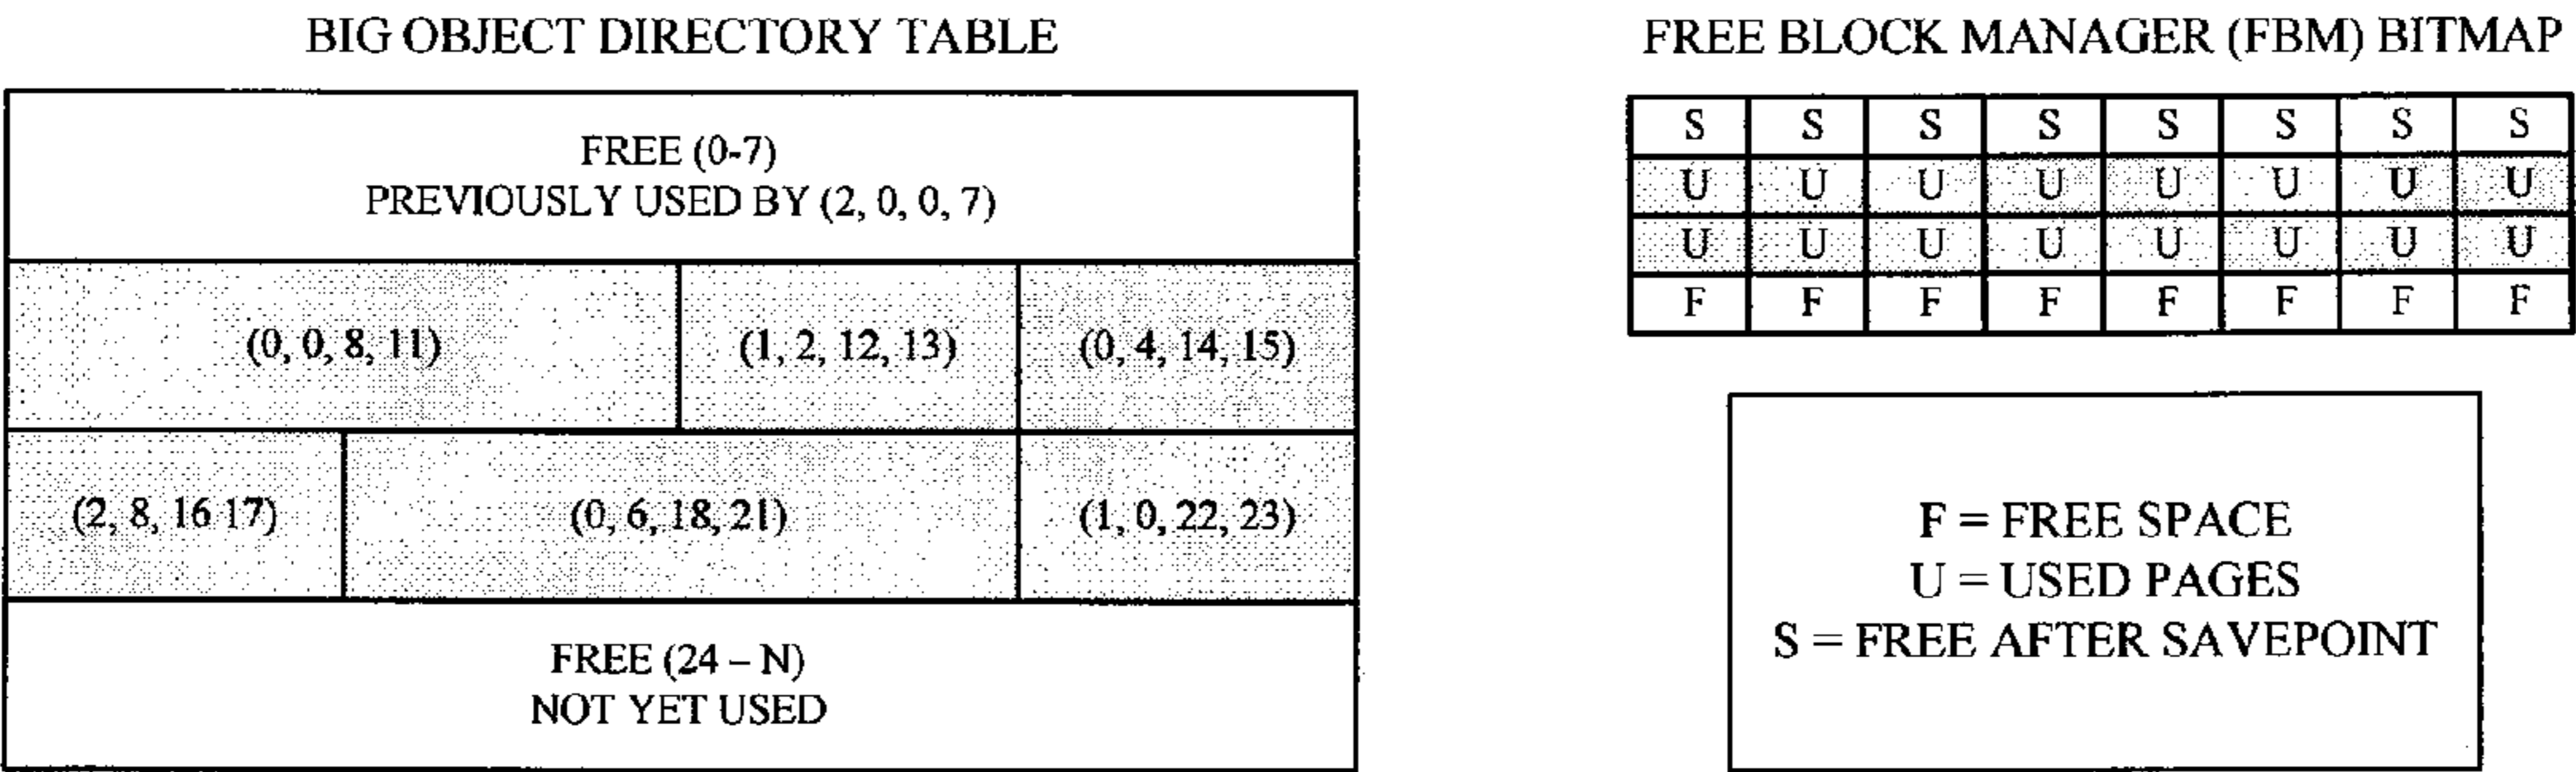 BIG OBJECT DIRECTORY TABLE
FREE (0-7)
PREVIOUSLY USED BY (2, 0, 0, 7)
(0, 0, 8, 11) (1, 2, 12, 13) (0, 4, 14, 15)
(2, 8, 16 17) (0, 6, 18, 21) (1, 0, 22, 23)
FREE (24 – N)
NOT YET USED
FREE BLOCK MANAGER (FBM) BITMAP
S S S S S S S S
U U U U U U U U
U U U U U U U U
F F F F F F F F
F = FREE SPACE
U = USED PAGES
S = FREE AFTER SAVEPOINT